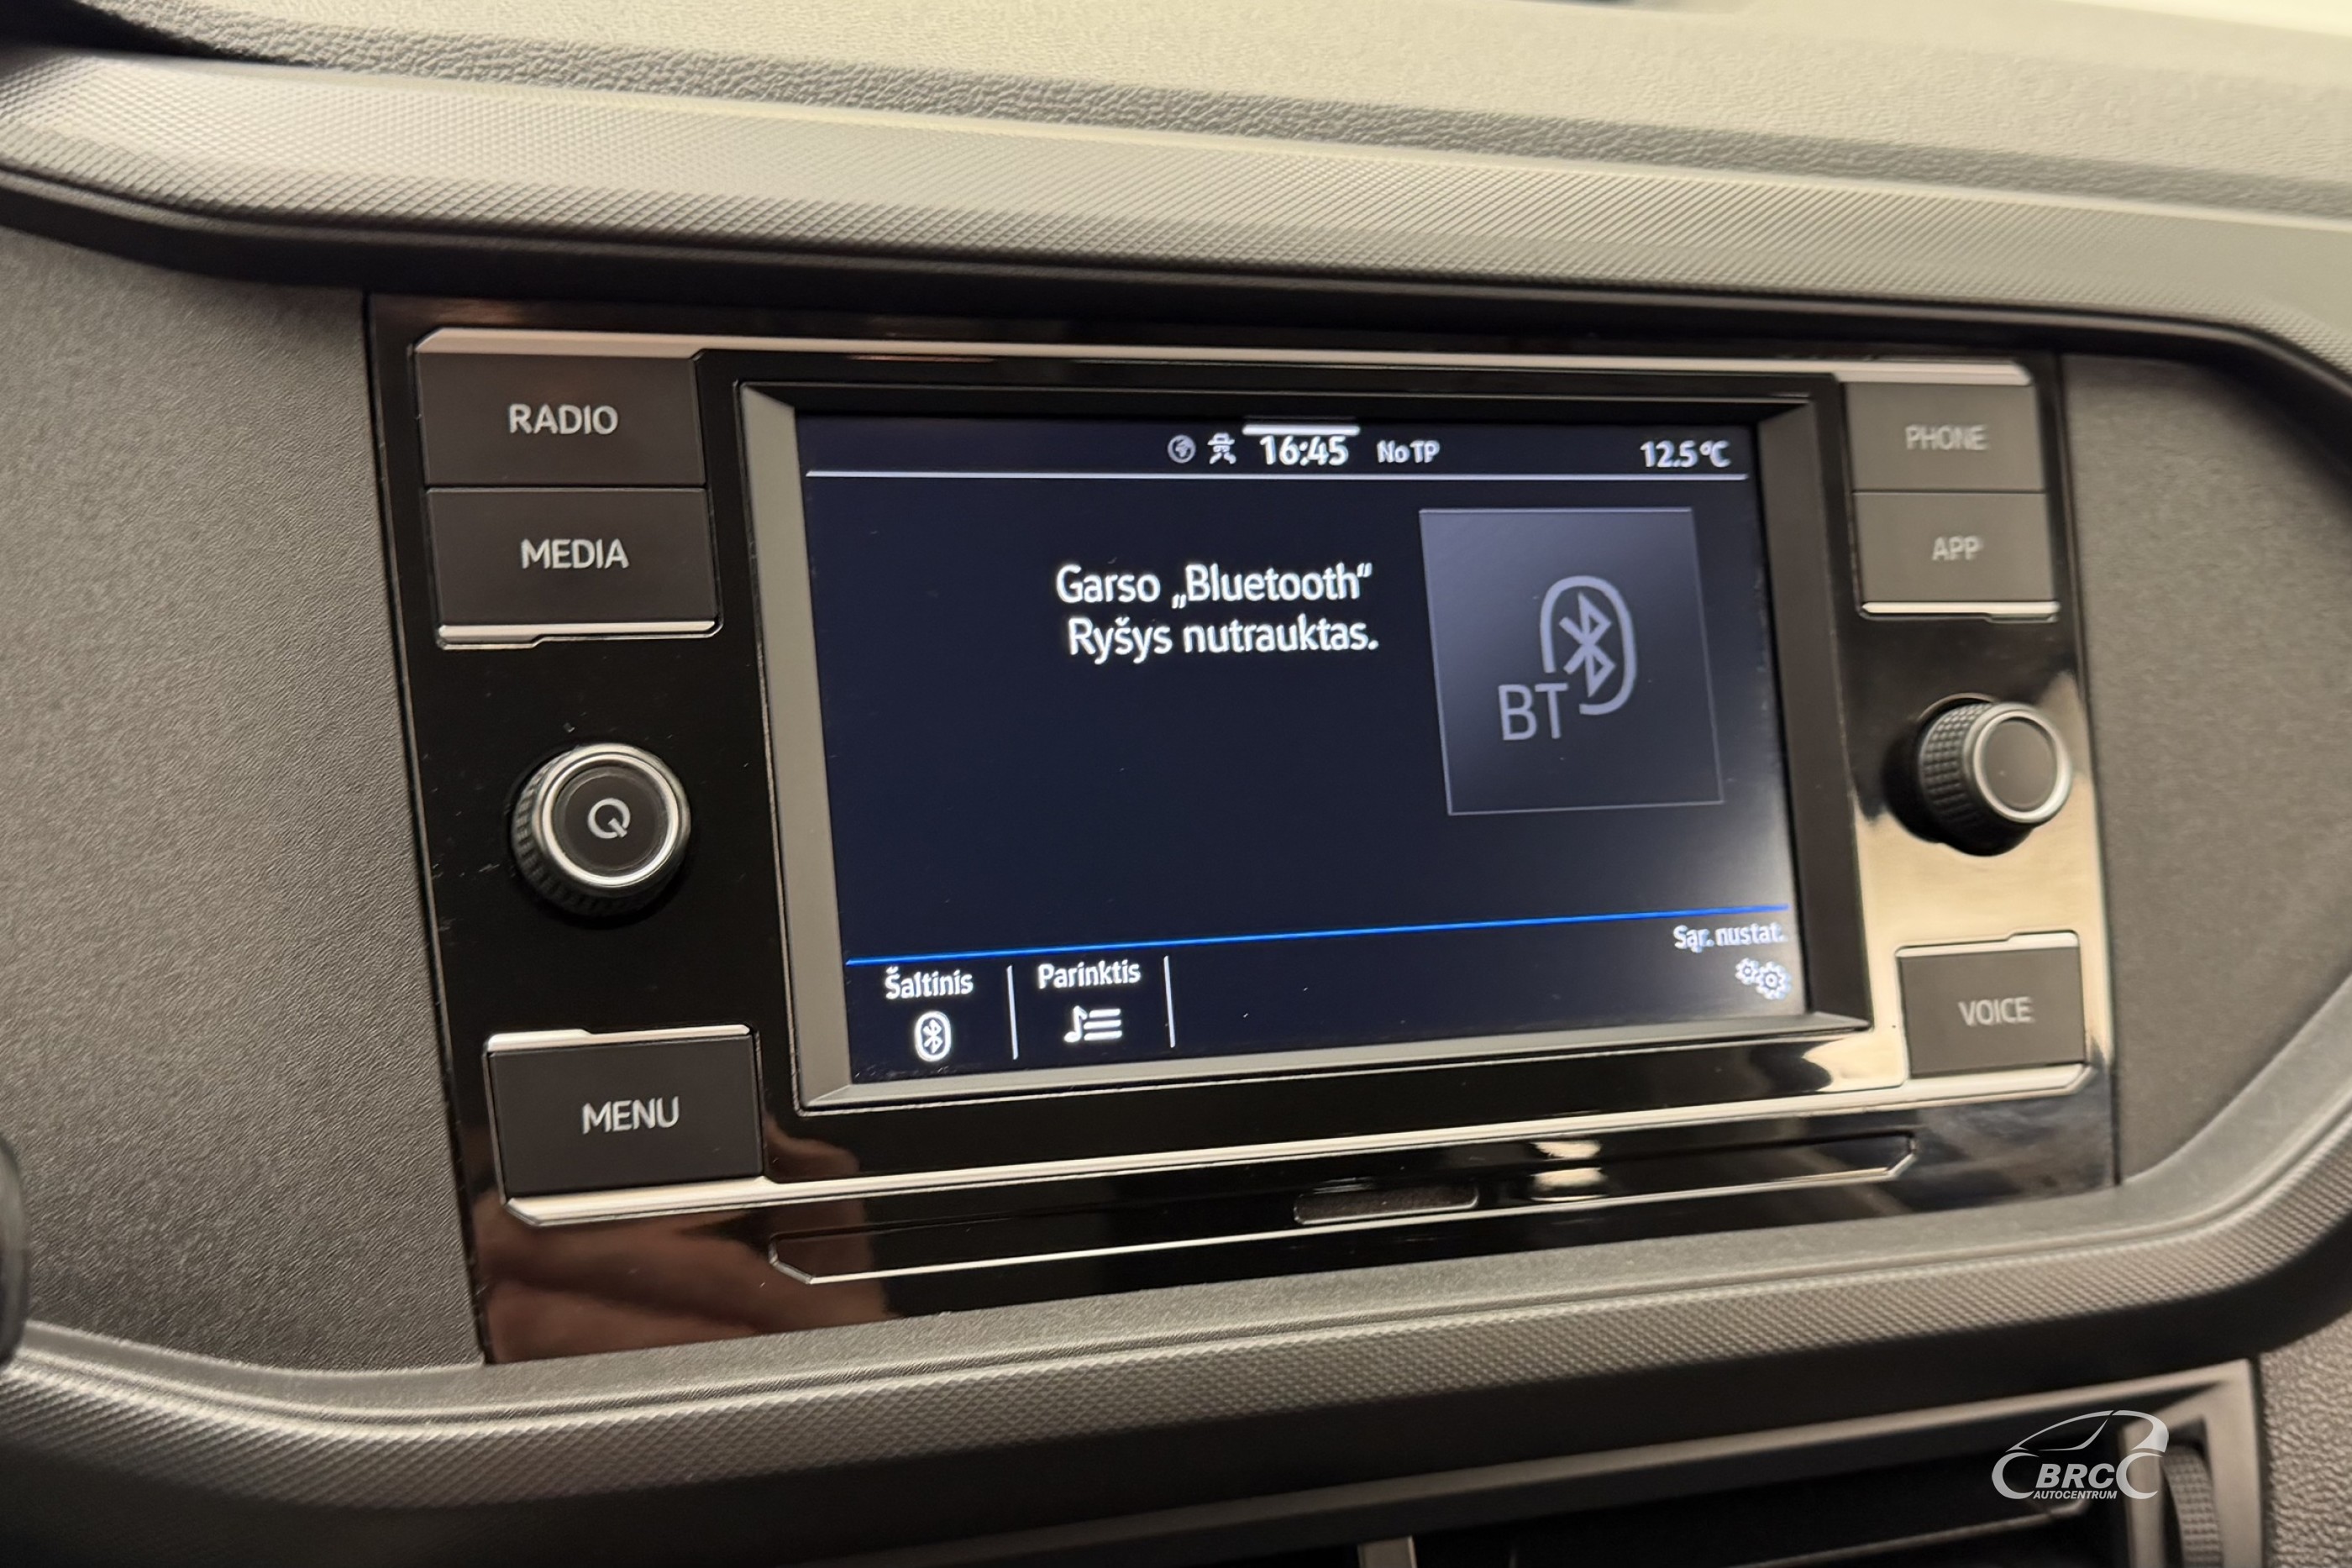 RADIO
MEDIA
MENU
16:45 No TP 12.5°C
Garso „Bluetooth“
Ryšys nutrauktas.
BT
Sąr. nustat.
Šaltinis
Parinktis
PHONE
APP
VOICE
BRC
AUTOCENTRUM